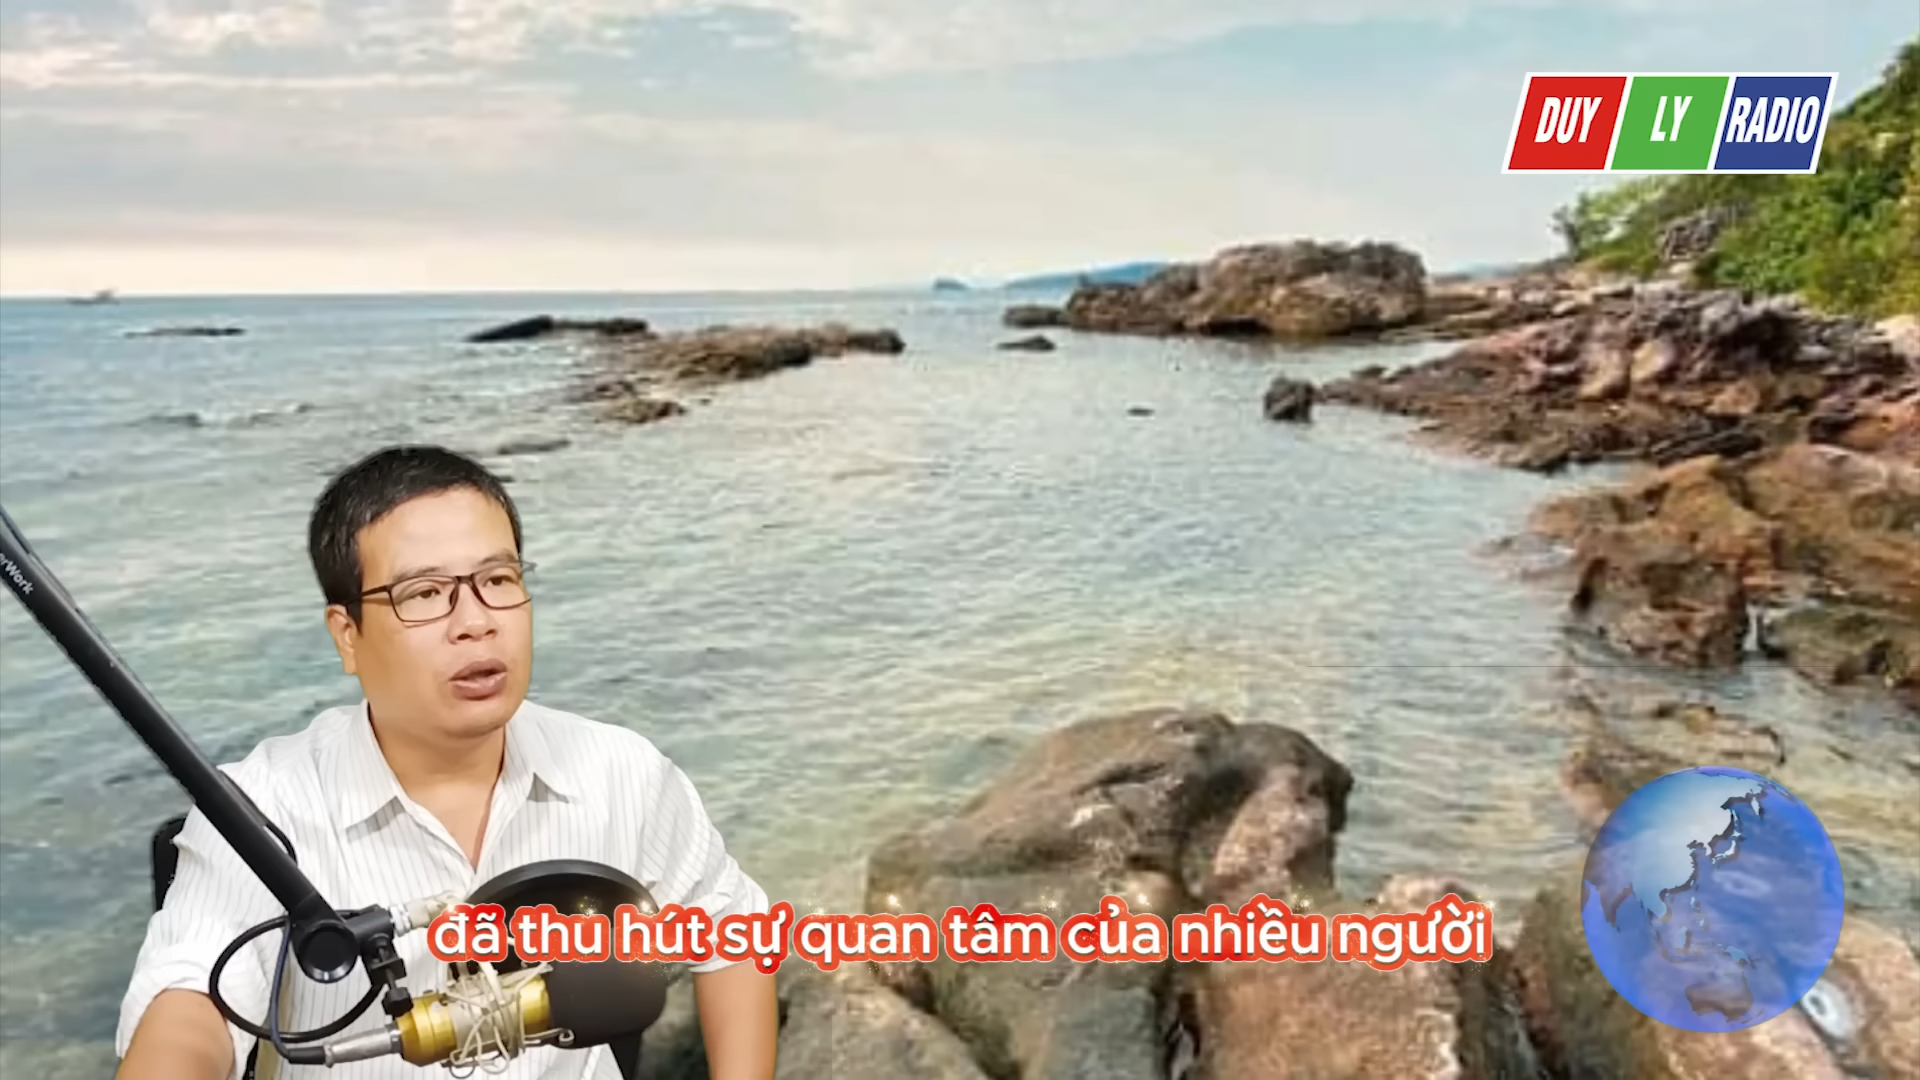 DUY LY RADIO
đã thu hút sự quan tâm của nhiều người